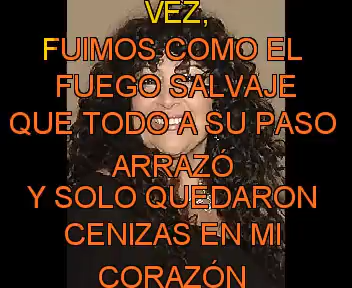 VEZ,
FUIMOS COMO EL
FUEGO SALVAJE
QUE TODO A SU PASO
ARRAZO
Y SOLO QUEDARON
CENIZAS EN MI
CORAZÓN